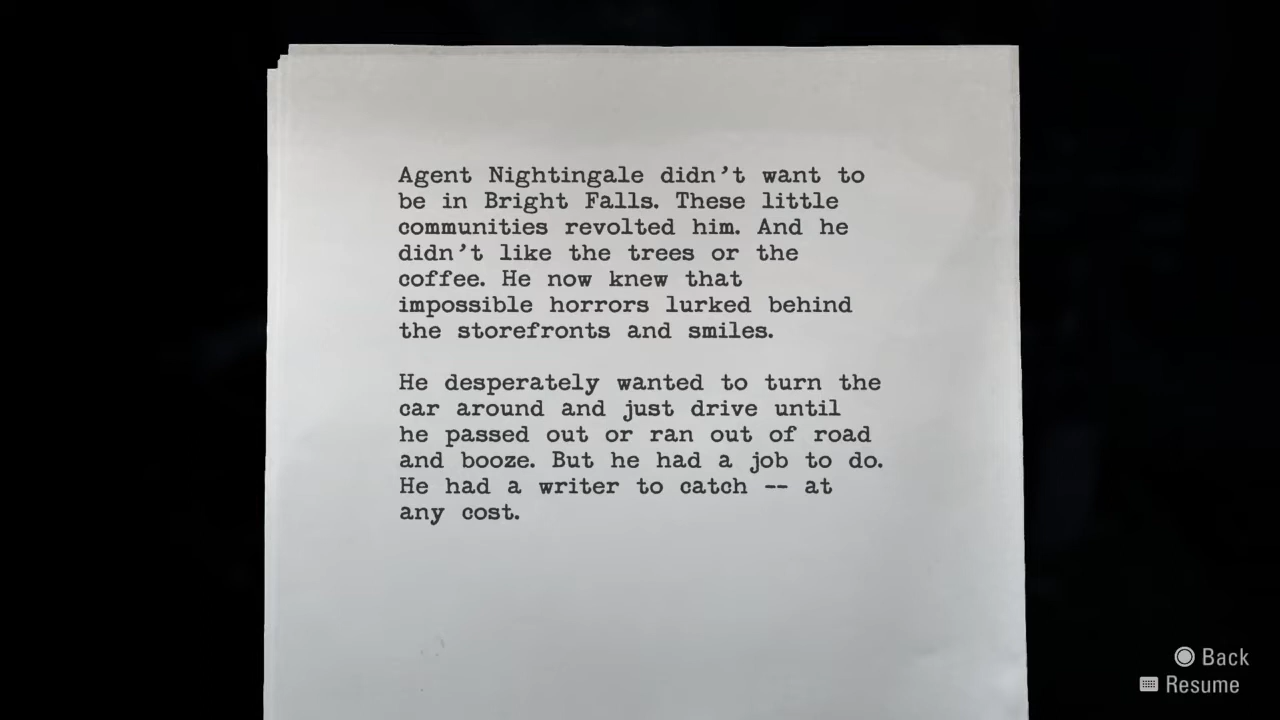 Agent Nightingale didn't want to
be in Bright Falls. These little
communities revolted him. And he
didn't like the trees or the
coffee. He now knew that
impossible horrors lurked behind
the storefronts and smiles.
He desperately wanted to turn the
car around and just drive until
he passed out or ran out of road
and booze. But he had a job to do.
He had a writer to catch -- at
any cost.
Back
Resume